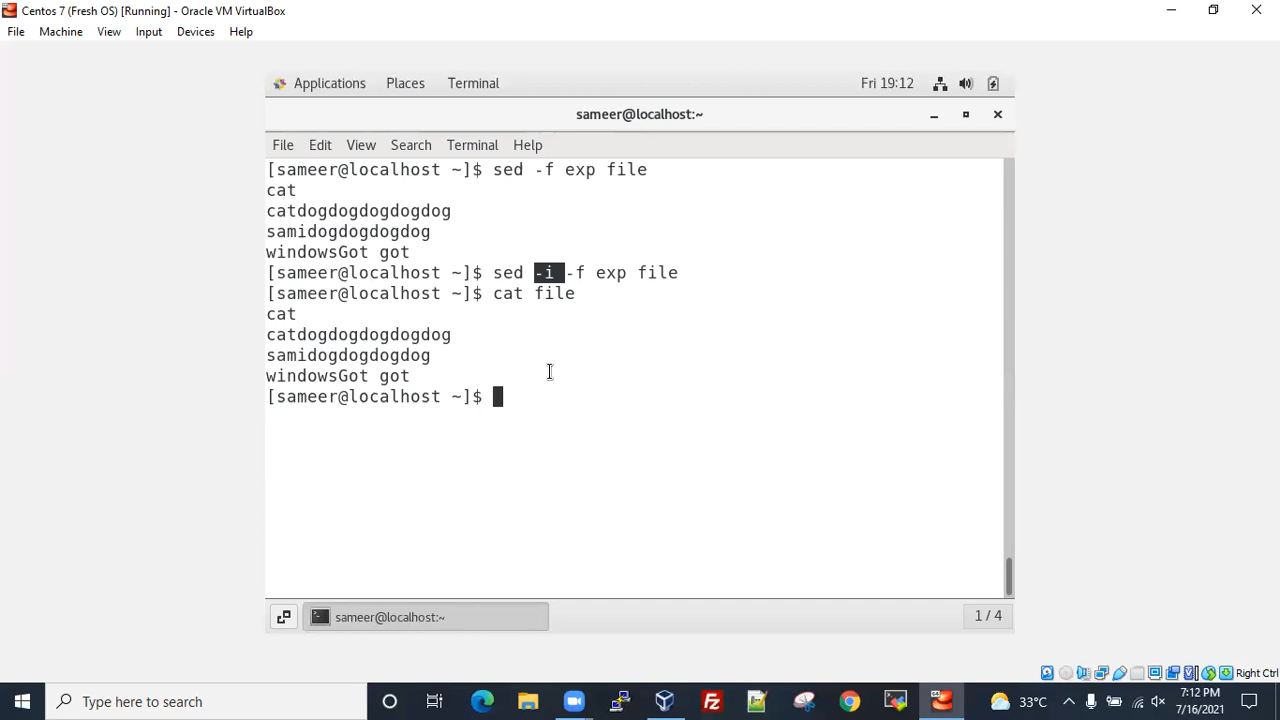 Centos 7 (Fresh OS) [Running] - Oracle VM VirtualBox
File Machine View Input Devices Help
Applications Places Terminal Fri 19:12
sameer@localhost:~
File Edit View Search Terminal Help
[sameer@localhost ~]$ sed -f exp file
cat
catdogdogdogdogdog
samidogdogdogdog
windowsGot got
[sameer@localhost ~]$ sed -i -f exp file
[sameer@localhost ~]$ cat file
cat
catdogdogdogdogdog
samidogdogdogdog
windowsGot got
[sameer@localhost ~]$
sameer@localhost:~ 1 / 4
Right Ctrl
Type here to search 33°C 7:12 PM
7/16/2021